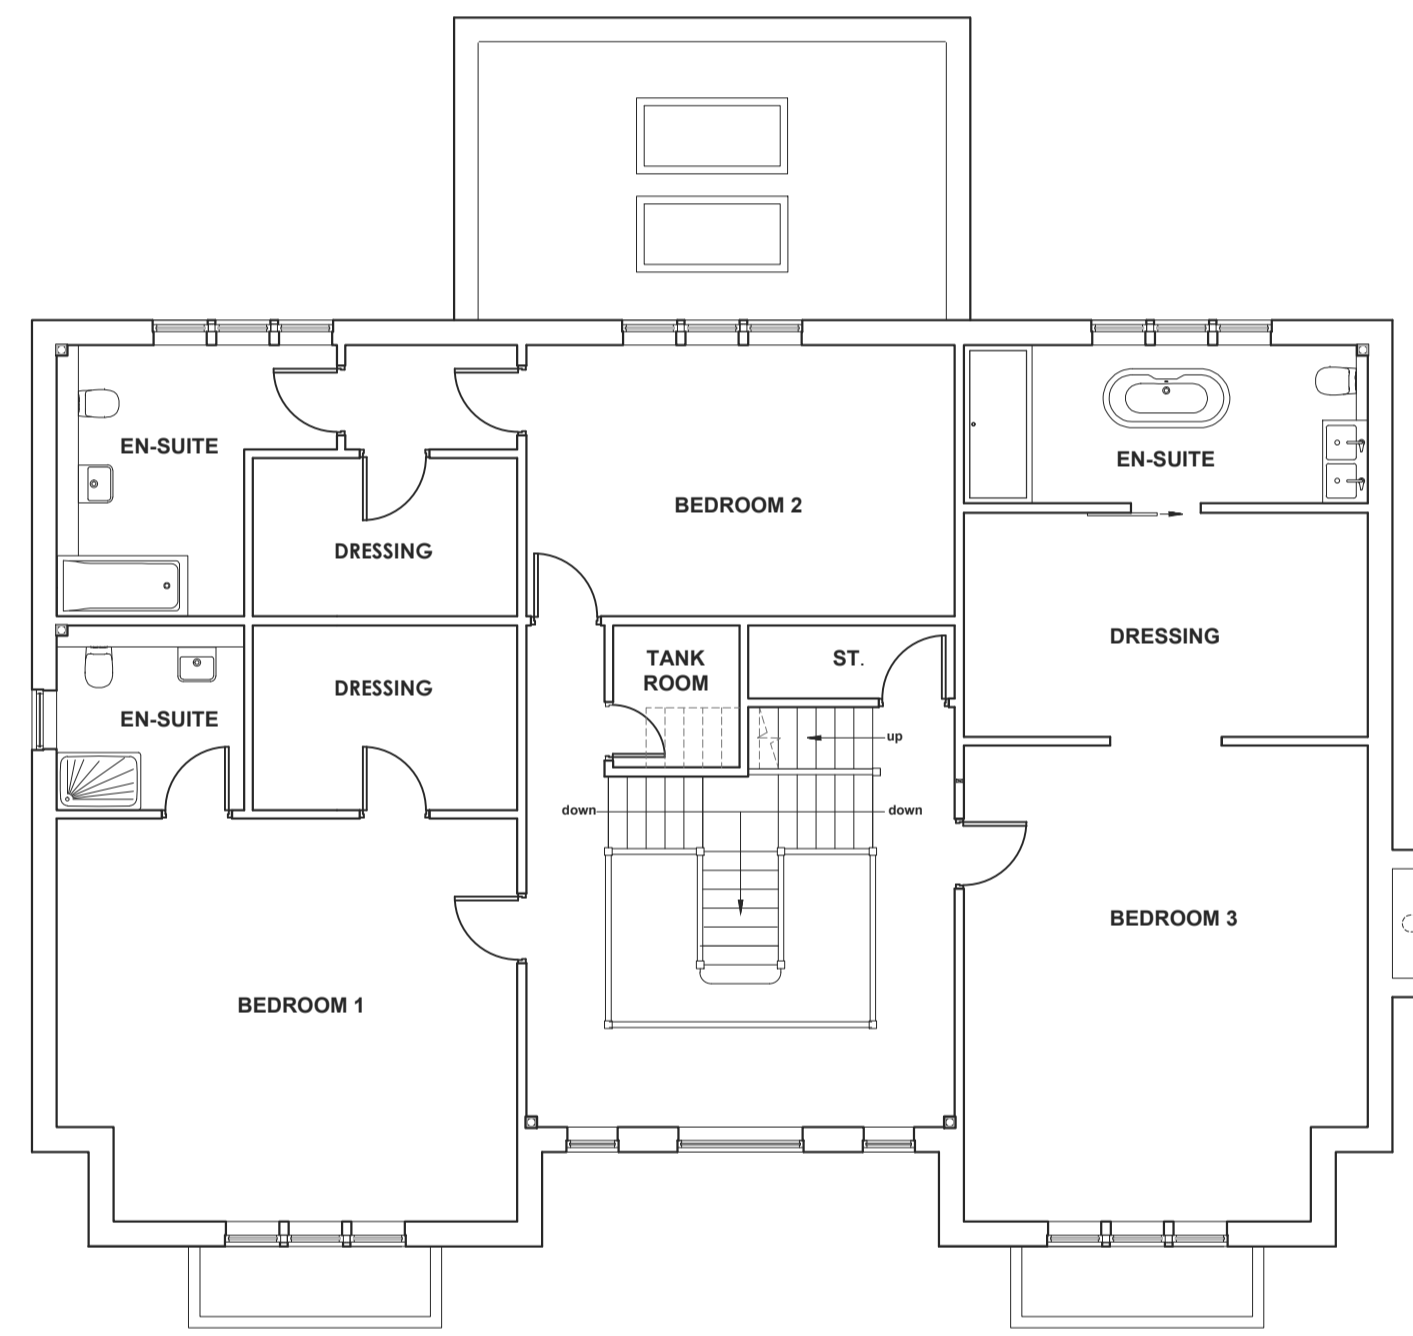 EN-SUITE
EN-SUITE
BEDROOM 2
DRESSING
DRESSING
TANK
ROOM
ST.
DRESSING
EN-SUITE
up
down
down
BEDROOM 3
BEDROOM 1